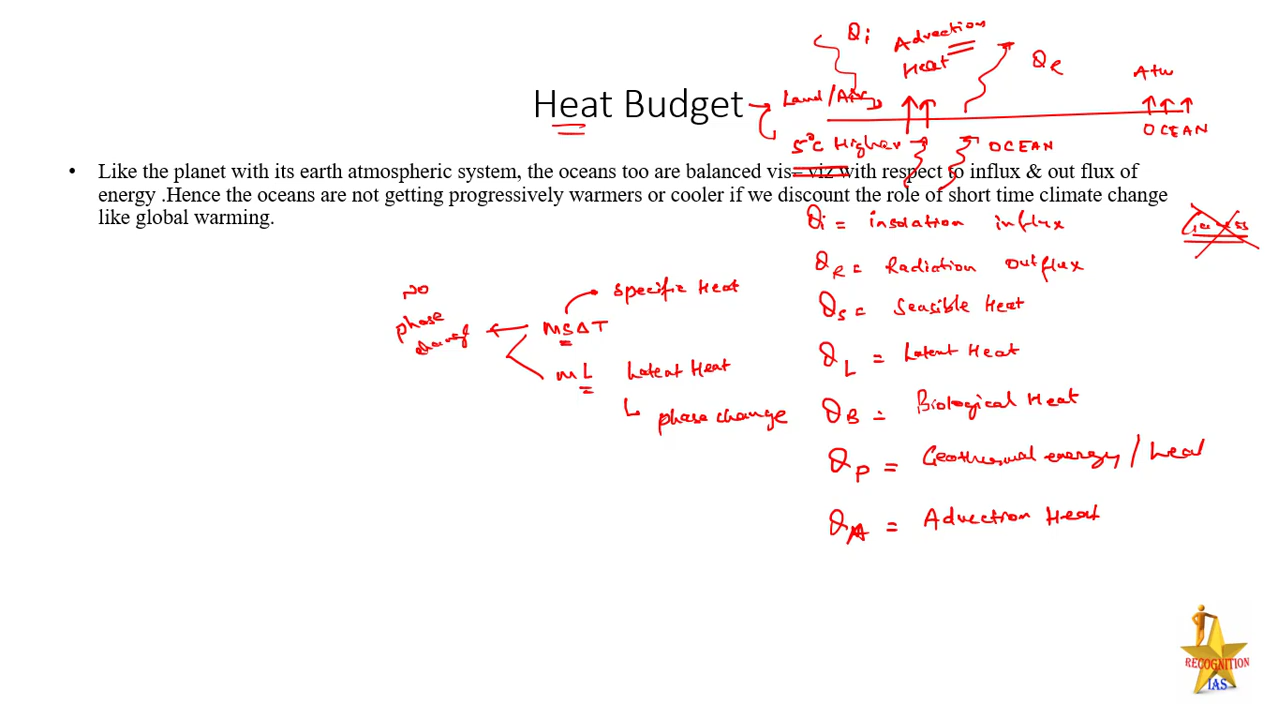 Qi
Advection
Heat
QR
Atm
Heat Budget
Land/Air
5°C Higher
OCEAN
OCEAN
• Like the planet with its earth atmospheric system, the oceans too are balanced vis– viz with respect to influx & out flux of
energy .Hence the oceans are not getting progressively warmers or cooler if we discount the role of short time climate change
like global warming.
Qi = insolation influx
QR = Radiation outflux
QS = Sensible Heat
QL = Latent Heat
QB = Biological Heat
QP = Geothermal energy/heat
QA = Advection Heat
specific Heat
MSΔT
No
phase
change
ML Latent Heat
phase change
RECOGNITION
IAS